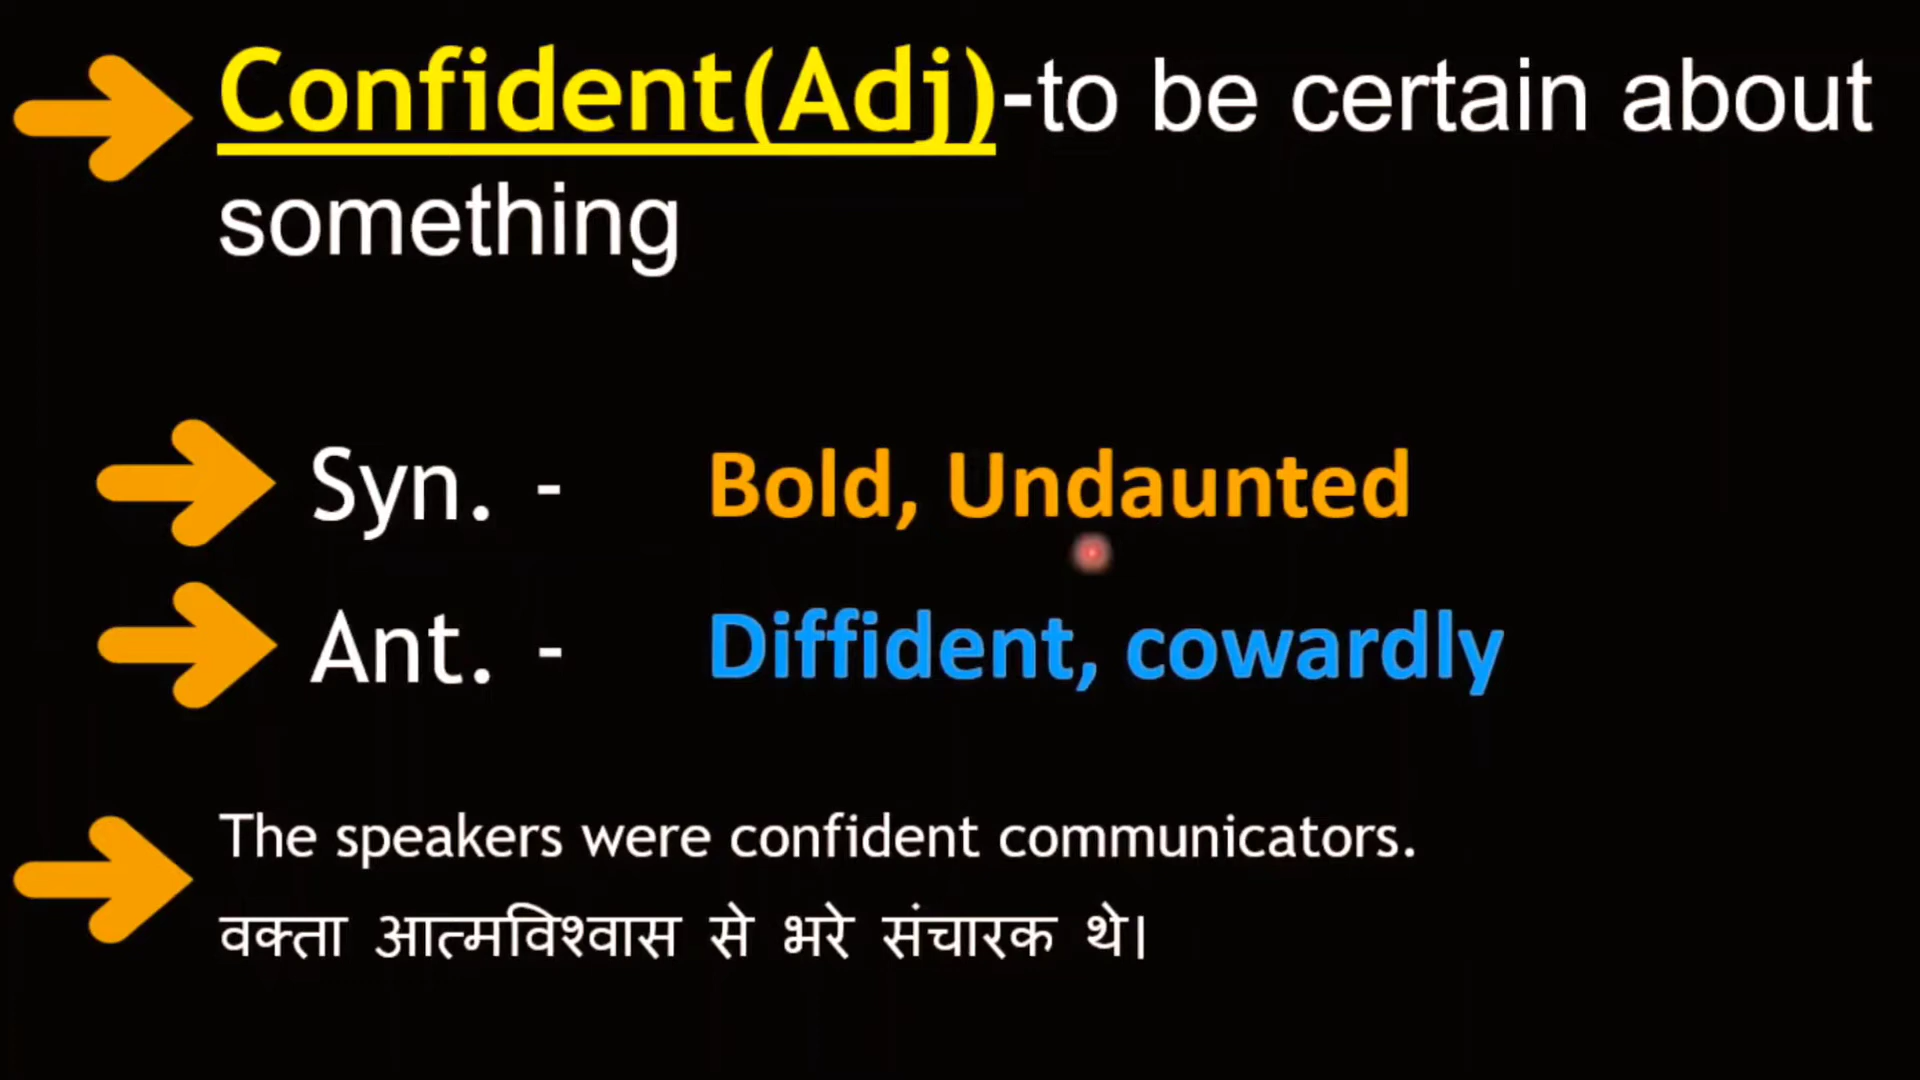 Confident(Adj)-to be certain about
something
Syn. - Bold, Undaunted
Ant. - Diffident, cowardly
The speakers were confident communicators.
वक्ता आत्मविश्वास से भरे संचारक थे।